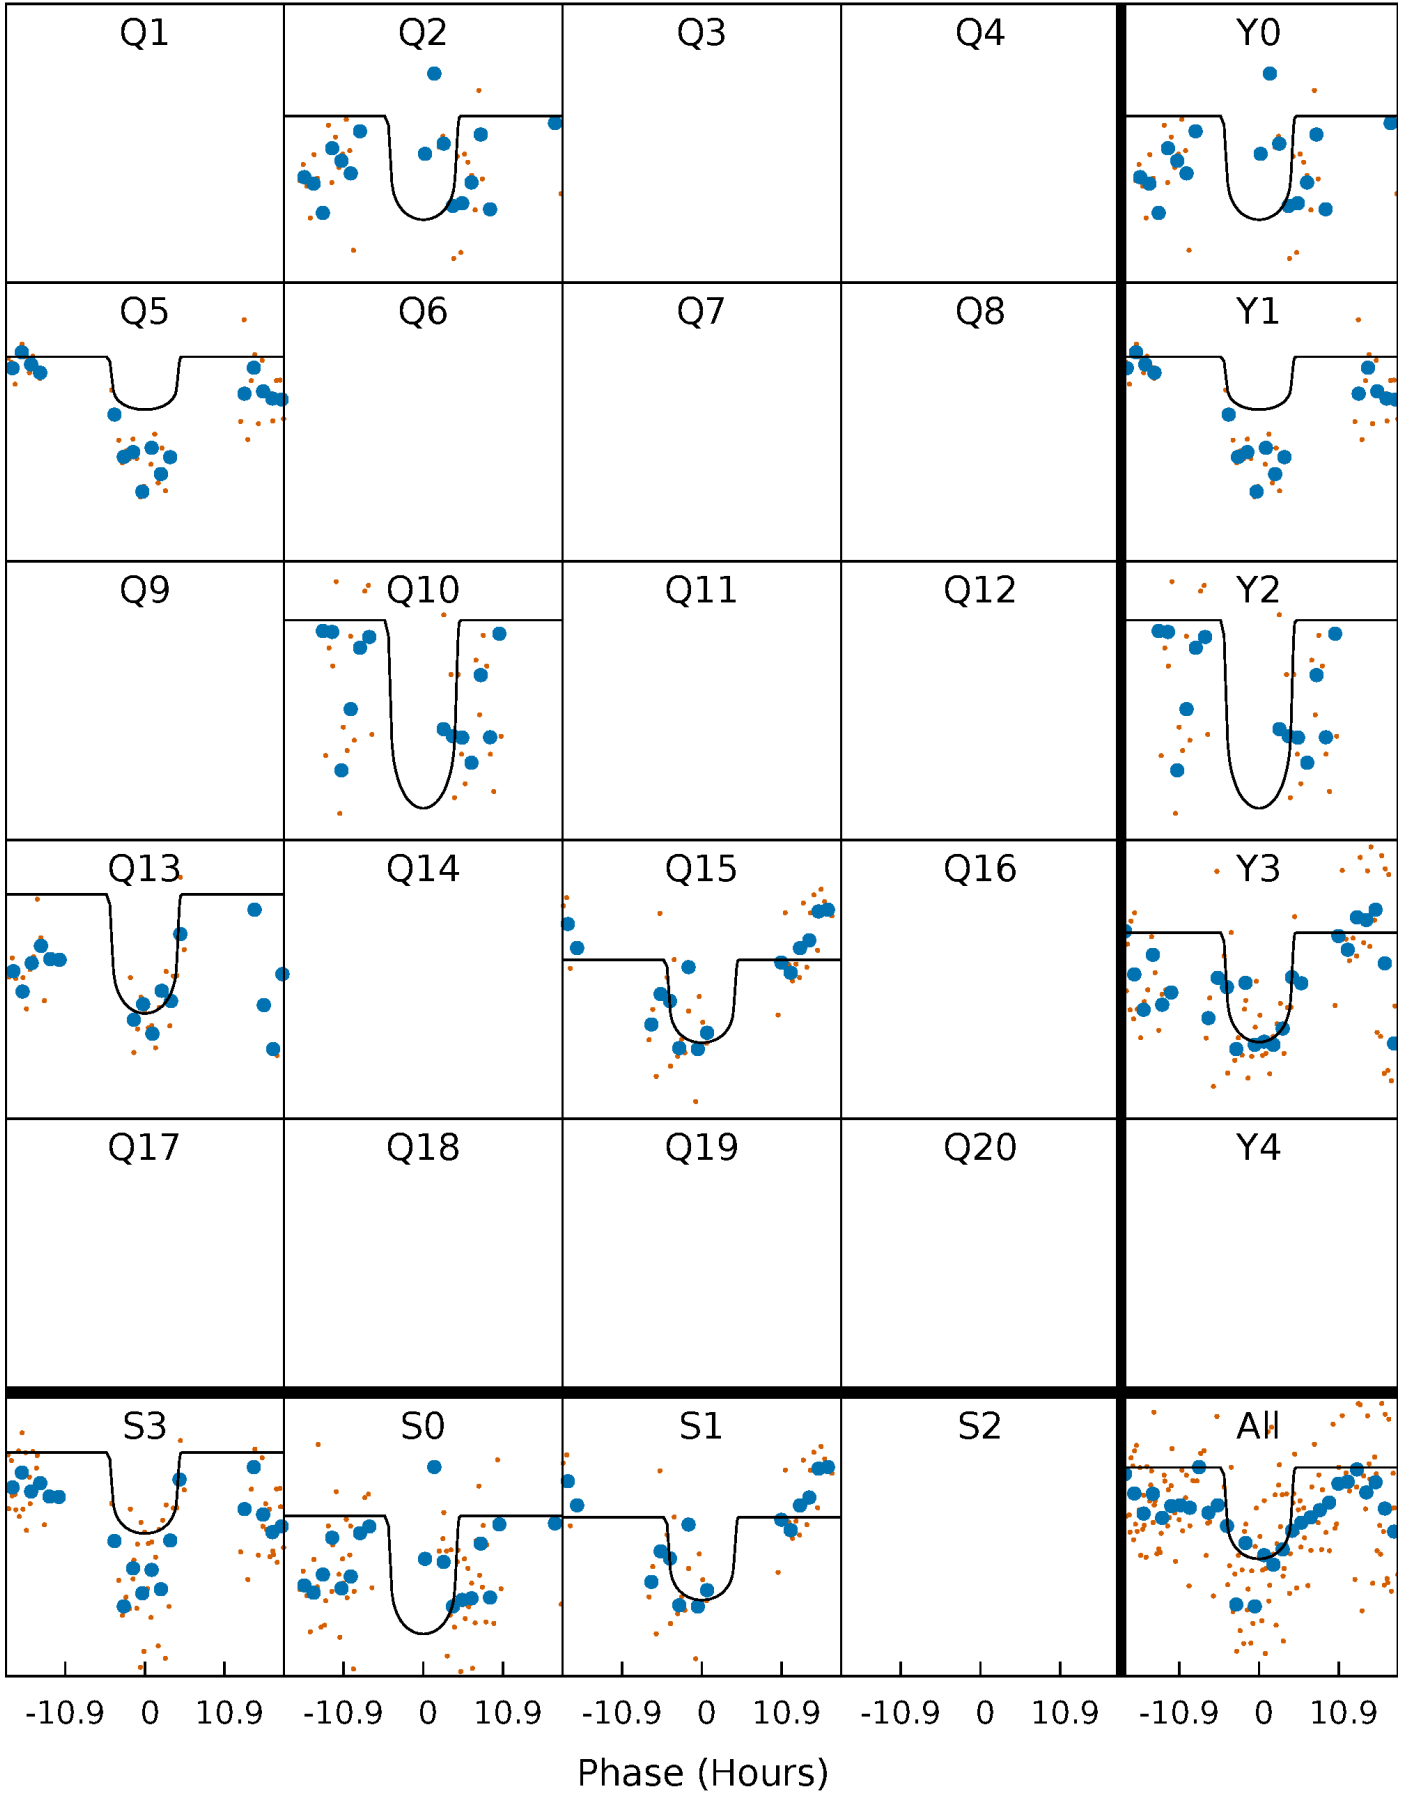 Q1 Q2 Q3 Q4 Y0
Q5 Q6 Q7 Q8 Y1
Q9 Q10 Q11 Q12 Y2
Q13 Q14 Q15 Q16 Y3
Q17 Q18 Q19 Q20 Y4
S3 S0 S1 S2 All
-10.9 0 10.9 -10.9 0 10.9 -10.9 0 10.9 -10.9 0 10.9 -10.9 0 10.9
Phase (Hours)